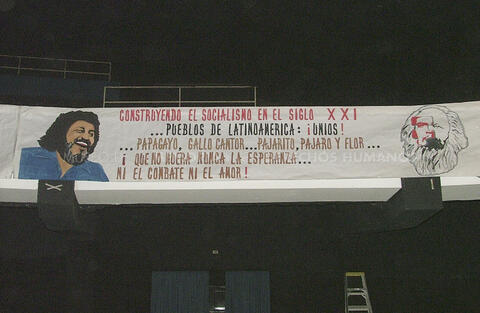 CONSTRUYENDO EL SOCIALISMO EN EL SIGLO XXI
...PUEBLOS DE LATINOAMERICA: ¡UNIOS!
... PAPAGAYO, GALLO CANTOR...PAJARITO, PAJARO Y FLOR...
¡ QUE NO MUERA NUNCA LA ESPERANZA...
NI EL COMBATE NI EL AMOR!